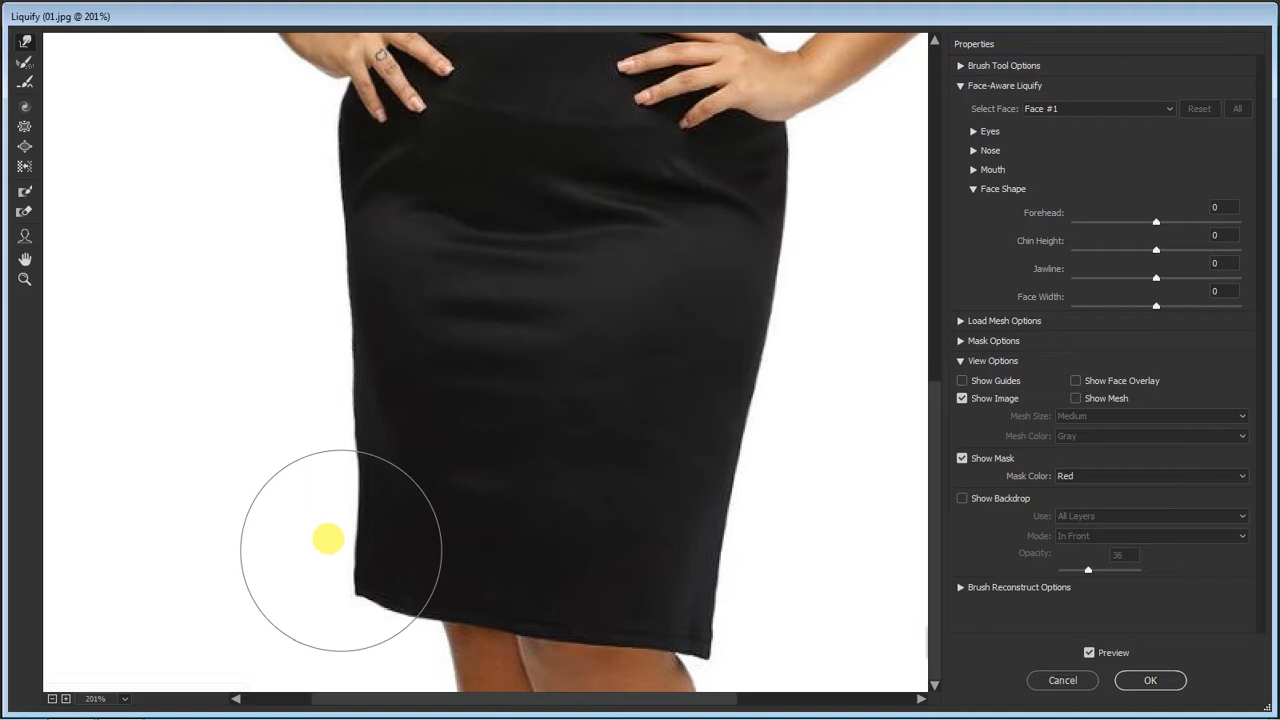 Liquify (01.jpg @ 201%)
Properties
Brush Tool Options
Face-Aware Liquify
Select Face: Face #1 Reset All
Eyes
Nose
Mouth
Face Shape
Forehead: 0
Chin Height: 0
Jawline: 0
Face Width: 0
Load Mesh Options
Mask Options
View Options
Show Guides Show Face Overlay
Show Image Show Mesh
Mesh Size: Medium
Mesh Color: Gray
Show Mask
Mask Color: Red
Show Backdrop
Use: All Layers
Mode: In Front
Opacity: 36
Brush Reconstruct Options
Preview
Cancel OK
201%